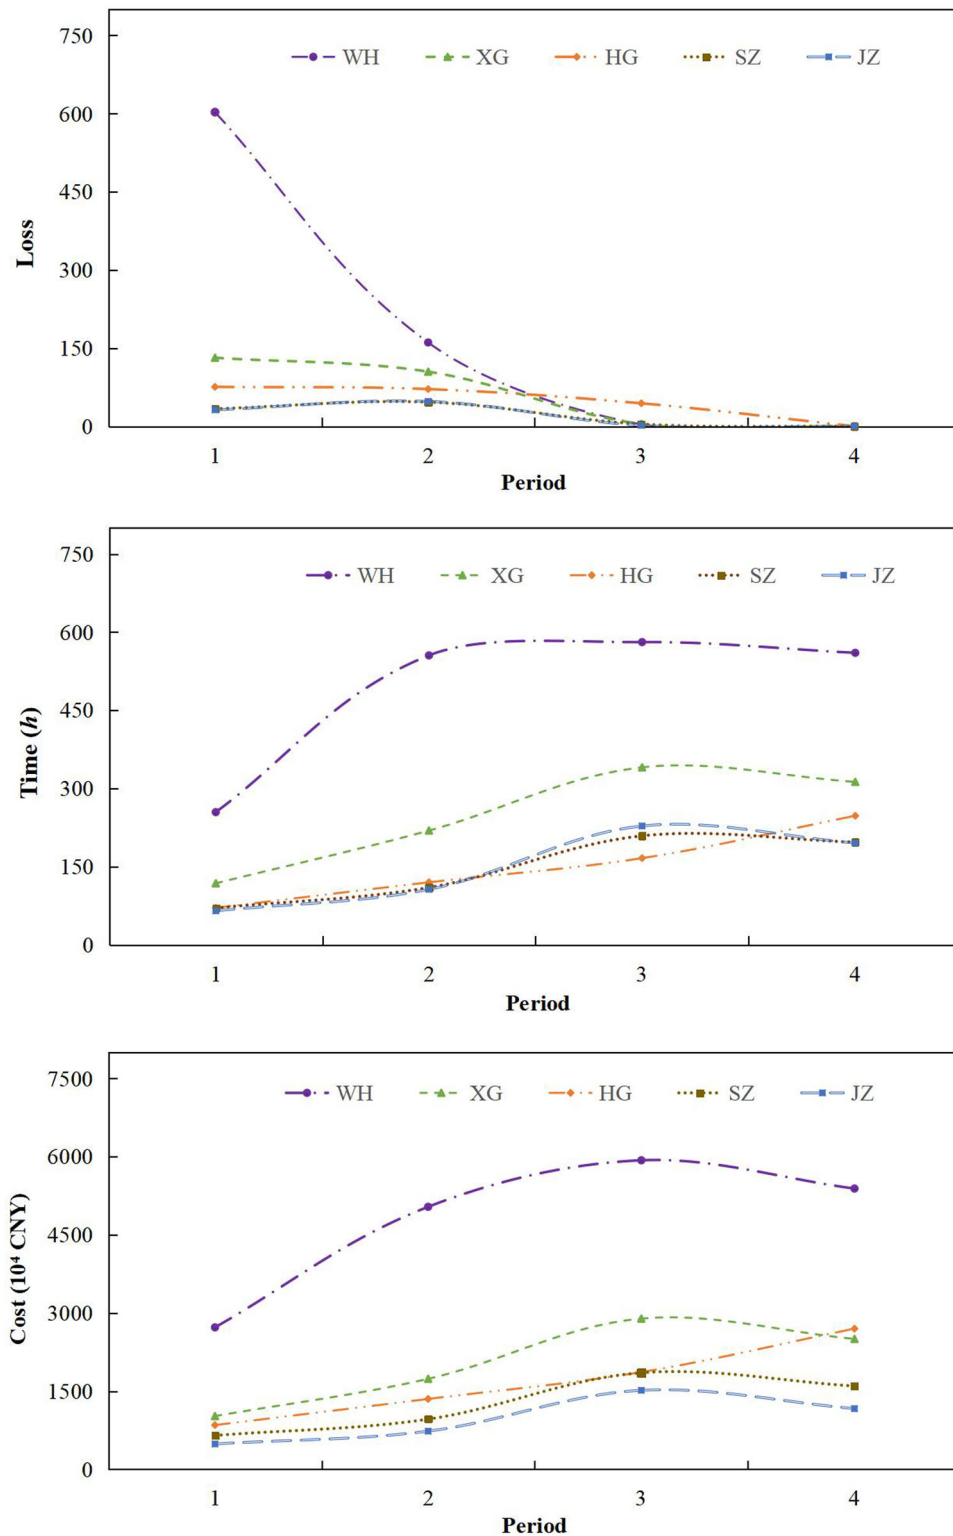 750
WH XG HG SZ JZ
600
450
300
150
0
Loss
1 2 3 4
Period
750
WH XG HG SZ JZ
600
450
300
150
0
Time (h)
1 2 3 4
Period
7500
WH XG HG SZ JZ
6000
4500
3000
1500
0
Cost (10⁴ CNY)
1 2 3 4
Period